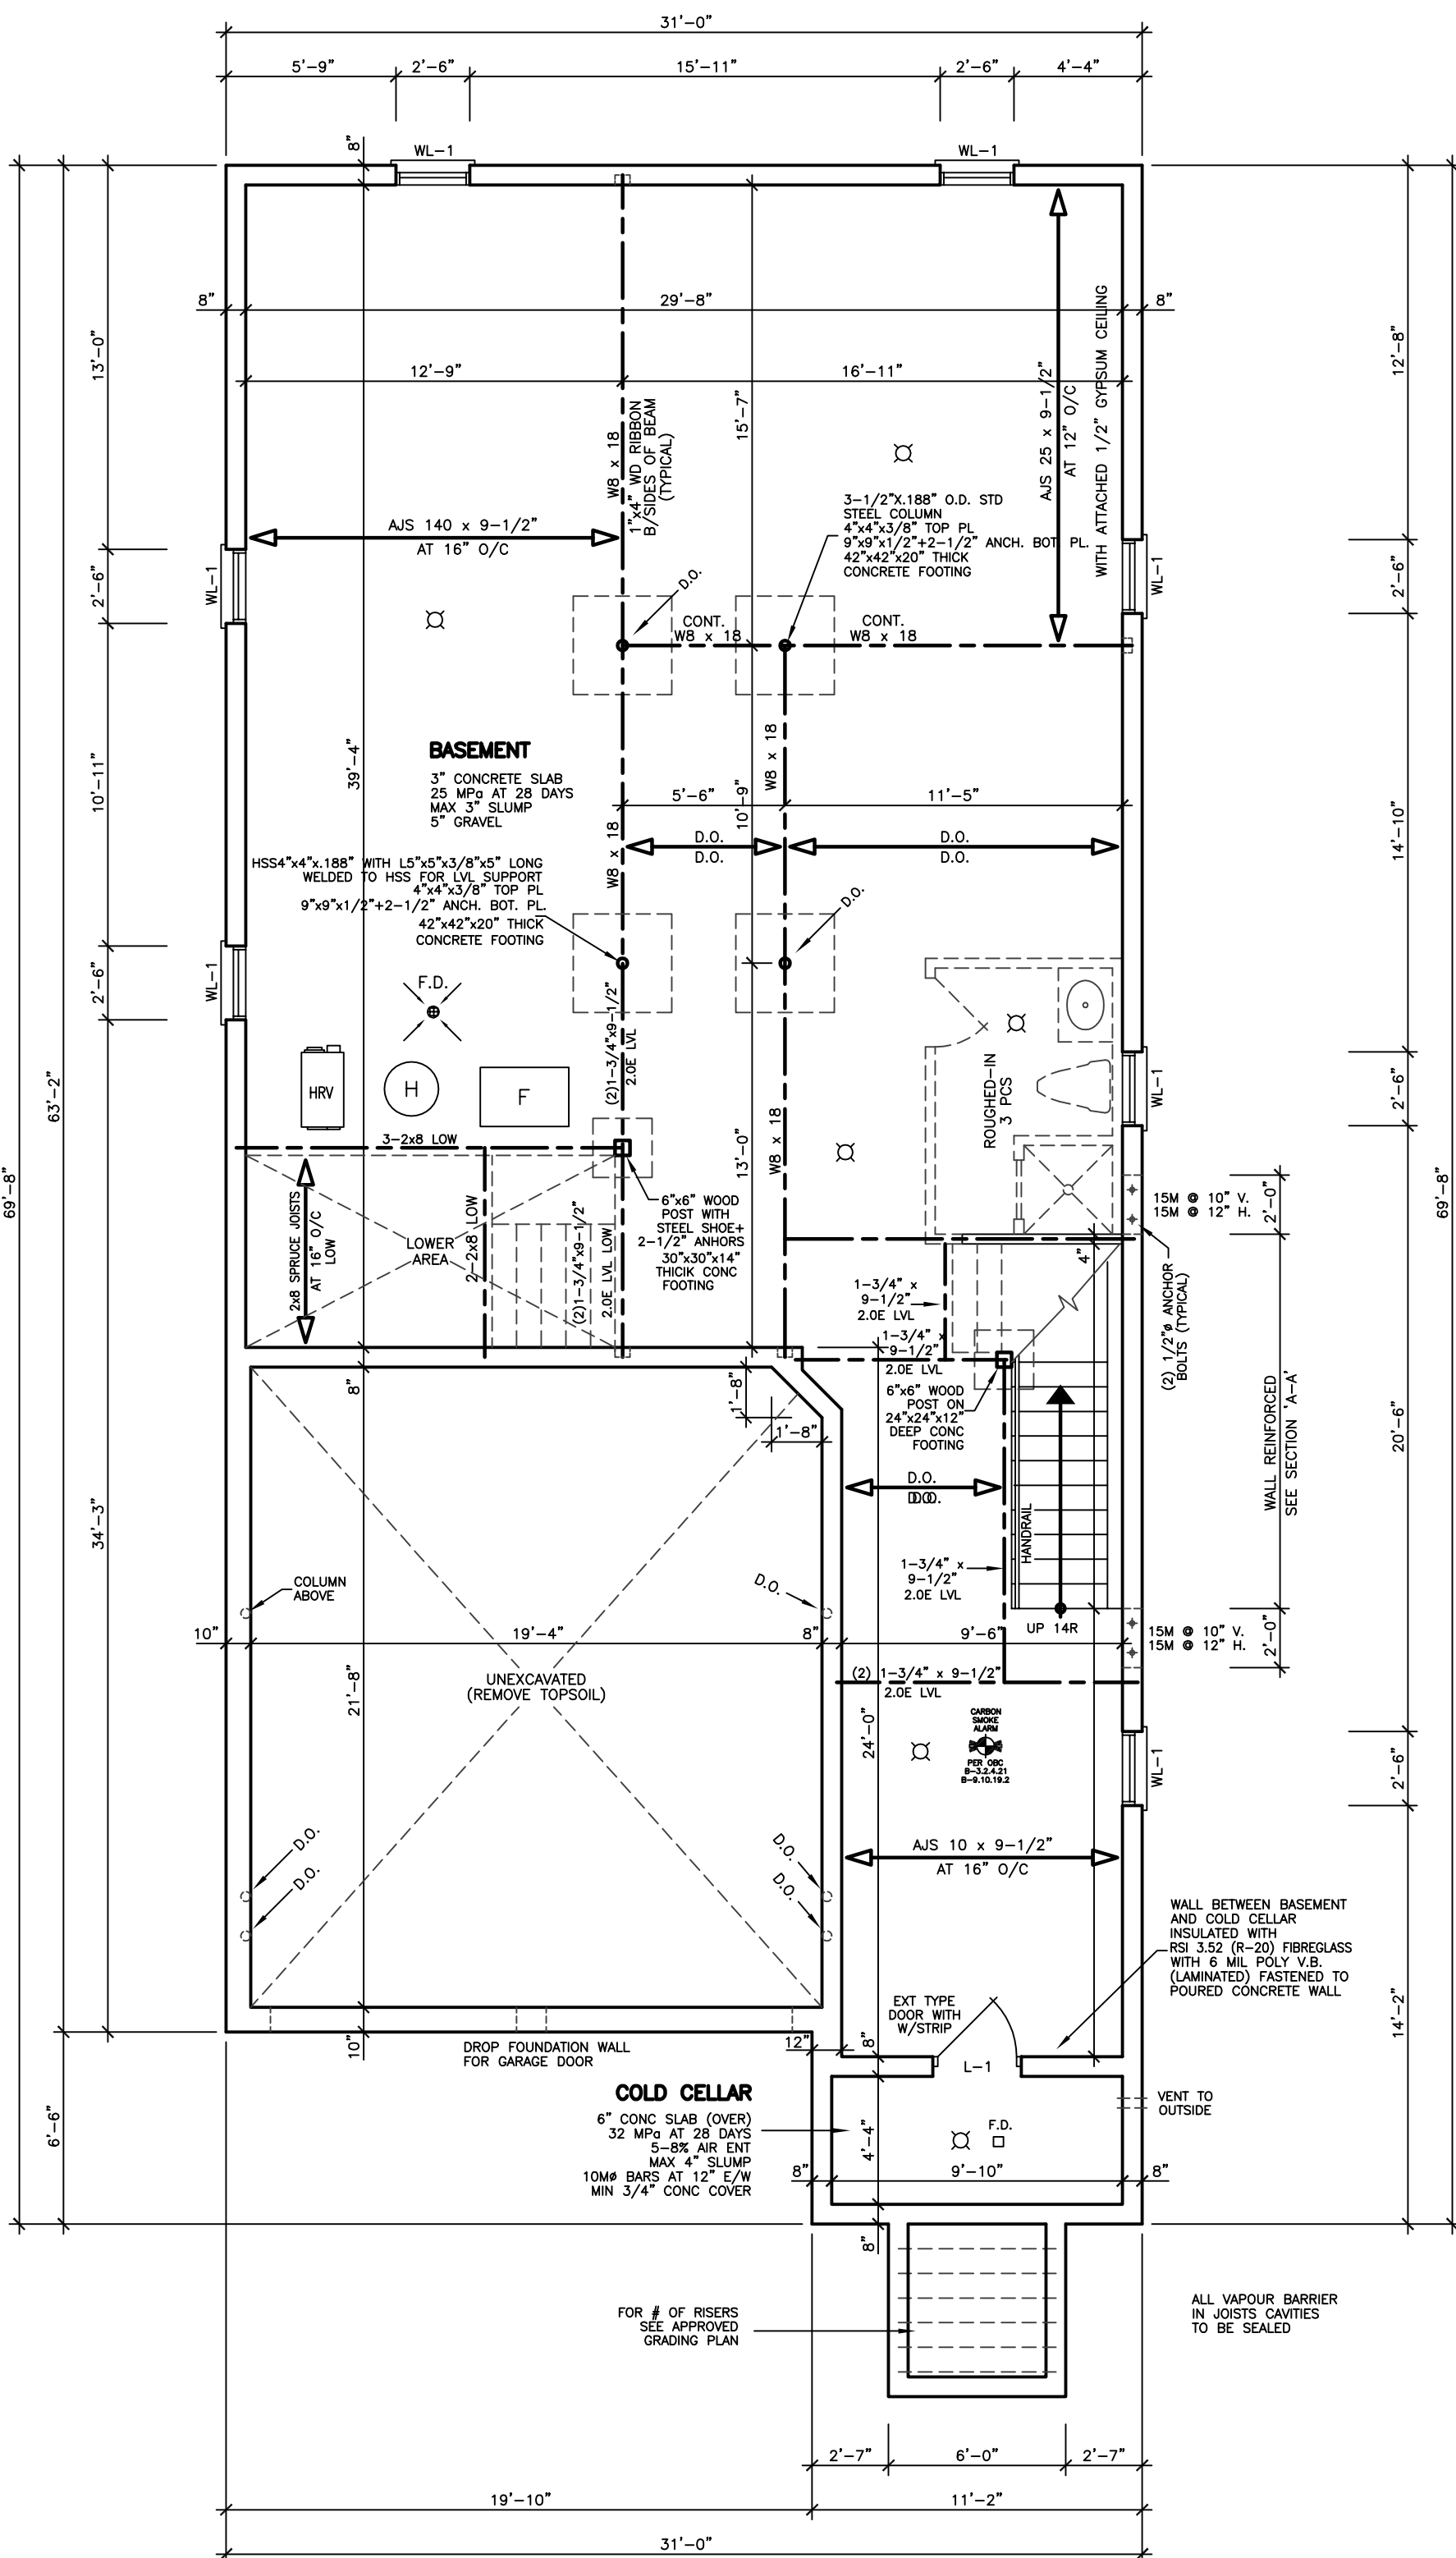 31'-0"
5'-9"
2'-6"
15'-11"
2'-6"
4'-4"
8"
WL-1
WL-1
8"
29'-8"
8"
12'-9"
16'-11"
13'-0"
12'-8"
15'-7"
W8 x 18
1"x4" WD RIBBON
B/SIDES OF BEAM
(TYPICAL)
AJS 25 x 9-1/2"
AT 12" O/C
WITH ATTACHED 1/2" GYPSUM CEILING
3-1/2"X.188" O.D. STD
STEEL COLUMN
4"x4"x3/8" TOP PL
9"x9"x1/2"+2-1/2" ANCH. BOT. PL.
42"x42"x20" THICK
CONCRETE FOOTING
AJS 140 x 9-1/2"
AT 16" O/C
WL-1
2'-6"
D.O.
CONT.
W8 x 18
CONT.
W8 x 18
WL-1
2'-6"
BASEMENT
3" CONCRETE SLAB
25 MPa AT 28 DAYS
MAX 3" SLUMP
5" GRAVEL
39'-4"
W8 x 18
10'-11"
10'-9"
5'-6"
11'-5"
14'-10"
D.O.
D.O.
D.O.
D.O.
W8 x 18
HSS4"x4"x.188" WITH L5"x5"x3/8"x5" LONG
WELDED TO HSS FOR LVL SUPPORT
4"x4"x3/8" TOP PL
9"x9"x1/2"+2-1/2" ANCH. BOT. PL.
42"x42"x20" THICK
CONCRETE FOOTING
D.O.
2'-6"
WL-1
F.D.
HRV
H
F
(2)1-3/4"x9-1/2"
2.0E LVL
ROUGHED-IN
3 PCS
WL-1
2'-6"
63'-2"
69'-8"
69'-8"
3-2x8 LOW
13'-0"
W8 x 18
2x8 SPRUCE JOISTS
AT 16" O/C
LOW
LOWER
AREA
2-2x8 LOW
(2)1-3/4"x9-1/2"
2.0E LVL LOW
6"x6" WOOD
POST WITH
STEEL SHOE+
2-1/2" ANHORS
30"x30"x14"
THICIK CONC
FOOTING
15M @ 10" V.
15M @ 12" H.
2'-0"
4"
(2) 1/2"ø ANCHOR
BOLTS (TYPICAL)
1-3/4" x
9-1/2"
2.0E LVL
1-3/4" x
9-1/2"
2.0E LVL
6"x6" WOOD
POST ON
24"x24"x12"
DEEP CONC
FOOTING
8"
1'-8"
1'-8"
WALL REINFORCED
SEE SECTION 'A-A'
20'-6"
D.O.
D.O.
D.O.
HANDRAIL
34'-3"
1-3/4" x
9-1/2"
2.0E LVL
COLUMN
ABOVE
D.O.
UP 14R
15M @ 10" V.
15M @ 12" H.
2'-0"
10"
19'-4"
8"
9'-6"
UNEXCAVATED
(REMOVE TOPSOIL)
21'-8"
(2) 1-3/4" x 9-1/2"
2.0E LVL
24'-0"
CARBON
SMOKE
ALARM
PER OBC
B-3.2.4.21
B-9.10.19.2
WL-1
2'-6"
D.O.
D.O.
D.O.
D.O.
AJS 10 x 9-1/2"
AT 16" O/C
WALL BETWEEN BASEMENT
AND COLD CELLAR
INSULATED WITH
RSI 3.52 (R-20) FIBREGLASS
WITH 6 MIL POLY V.B.
(LAMINATED) FASTENED TO
POURED CONCRETE WALL
EXT TYPE
DOOR WITH
W/STRIP
14'-2"
10"
DROP FOUNDATION WALL
FOR GARAGE DOOR
12"
8"
L-1
COLD CELLAR
6" CONC SLAB (OVER)
32 MPa AT 28 DAYS
5-8% AIR ENT
MAX 4" SLUMP
10Mø BARS AT 12" E/W
MIN 3/4" CONC COVER
VENT TO
OUTSIDE
6'-6"
4'-4"
F.D.
8"
9'-10"
8"
8"
FOR # OF RISERS
SEE APPROVED
GRADING PLAN
ALL VAPOUR BARRIER
IN JOISTS CAVITIES
TO BE SEALED
2'-7"
6'-0"
2'-7"
19'-10"
11'-2"
31'-0"